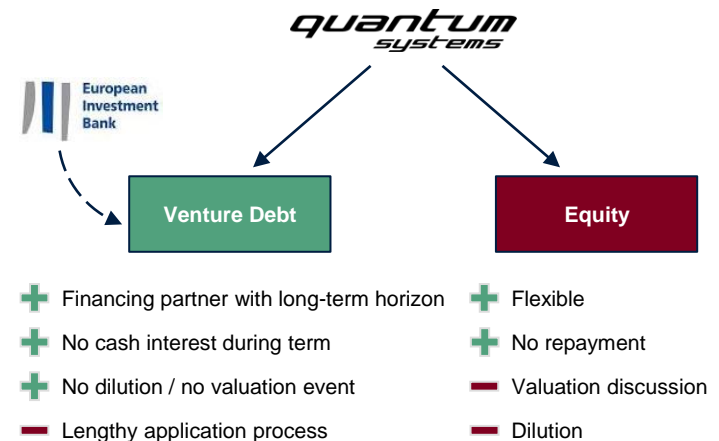 quantum
systems
European
Investment
Bank
Venture Debt
Equity
Financing partner with long-term horizon
Flexible
No cash interest during term
No repayment
No dilution / no valuation event
Valuation discussion
Lengthy application process
Dilution